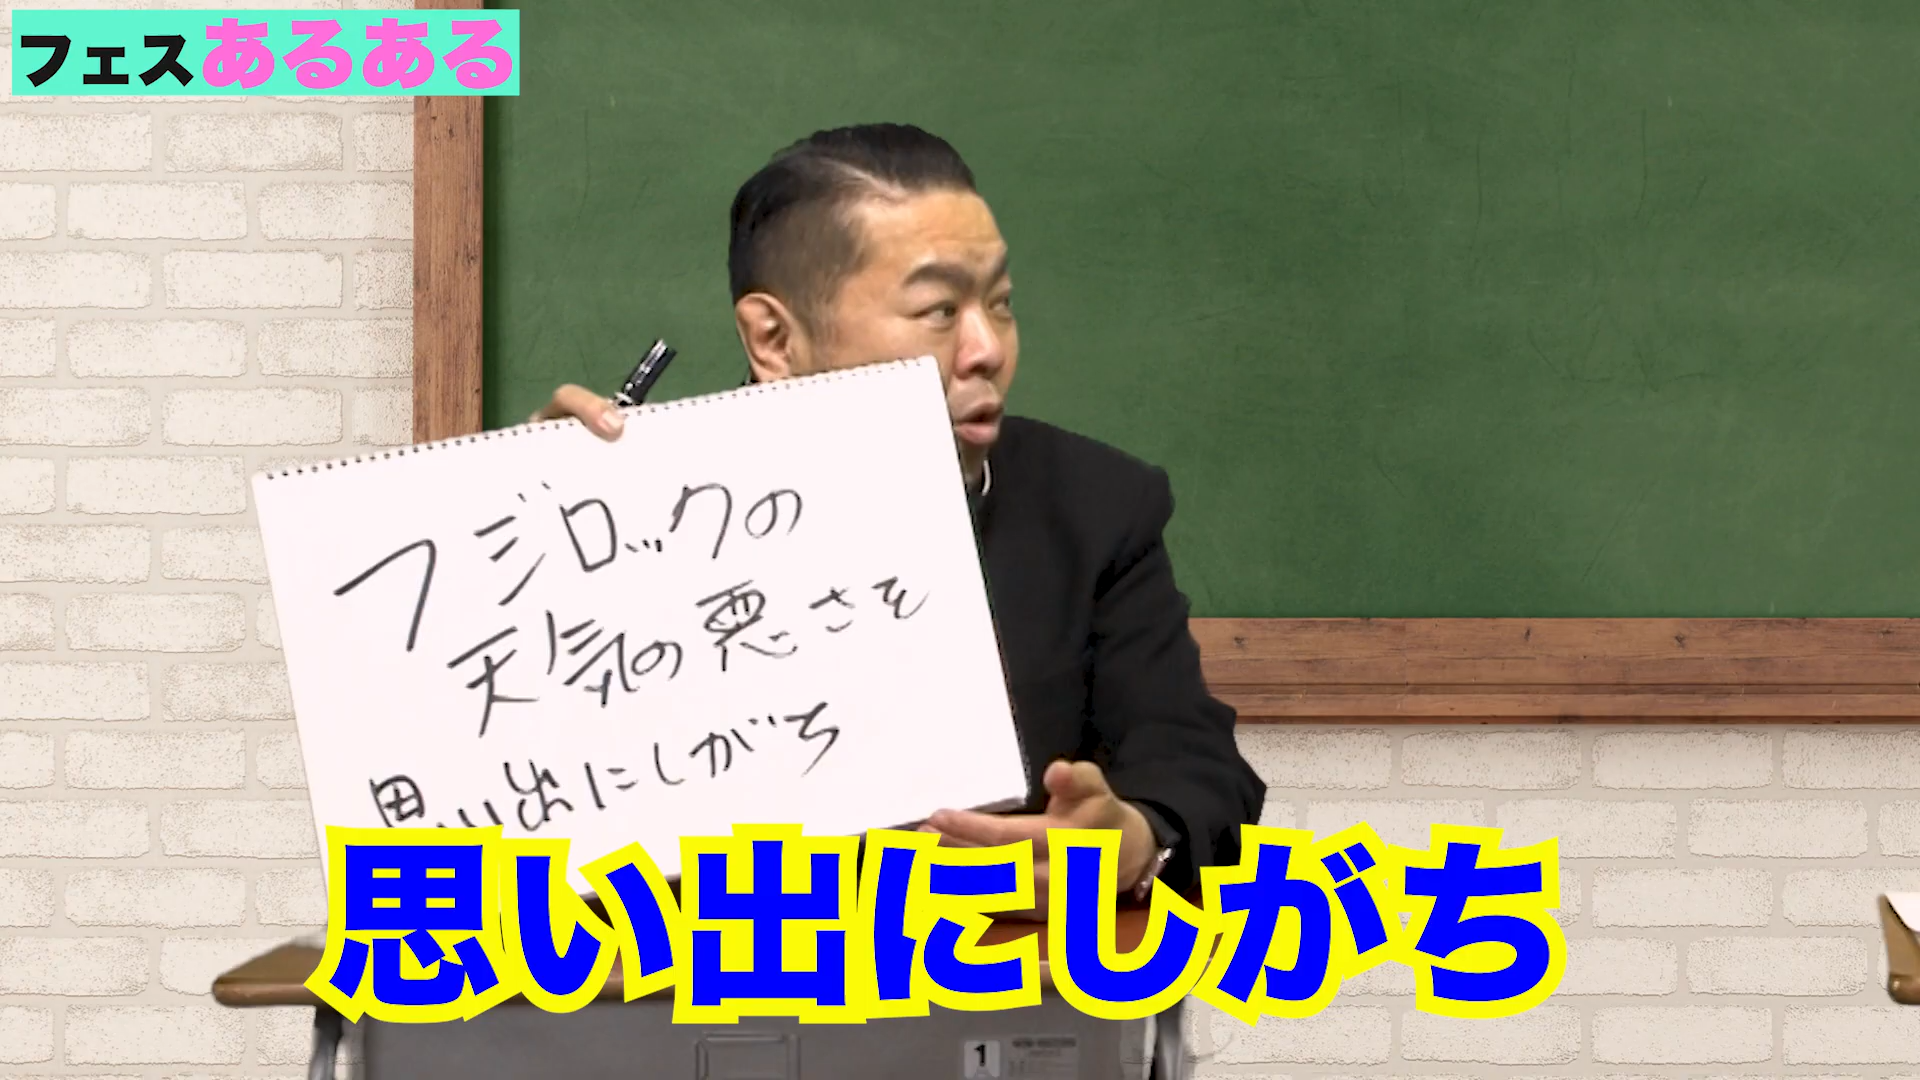 フェスあるある
フジロックの
天気の悪さを
思い出にしがち
思い出にしがち
1